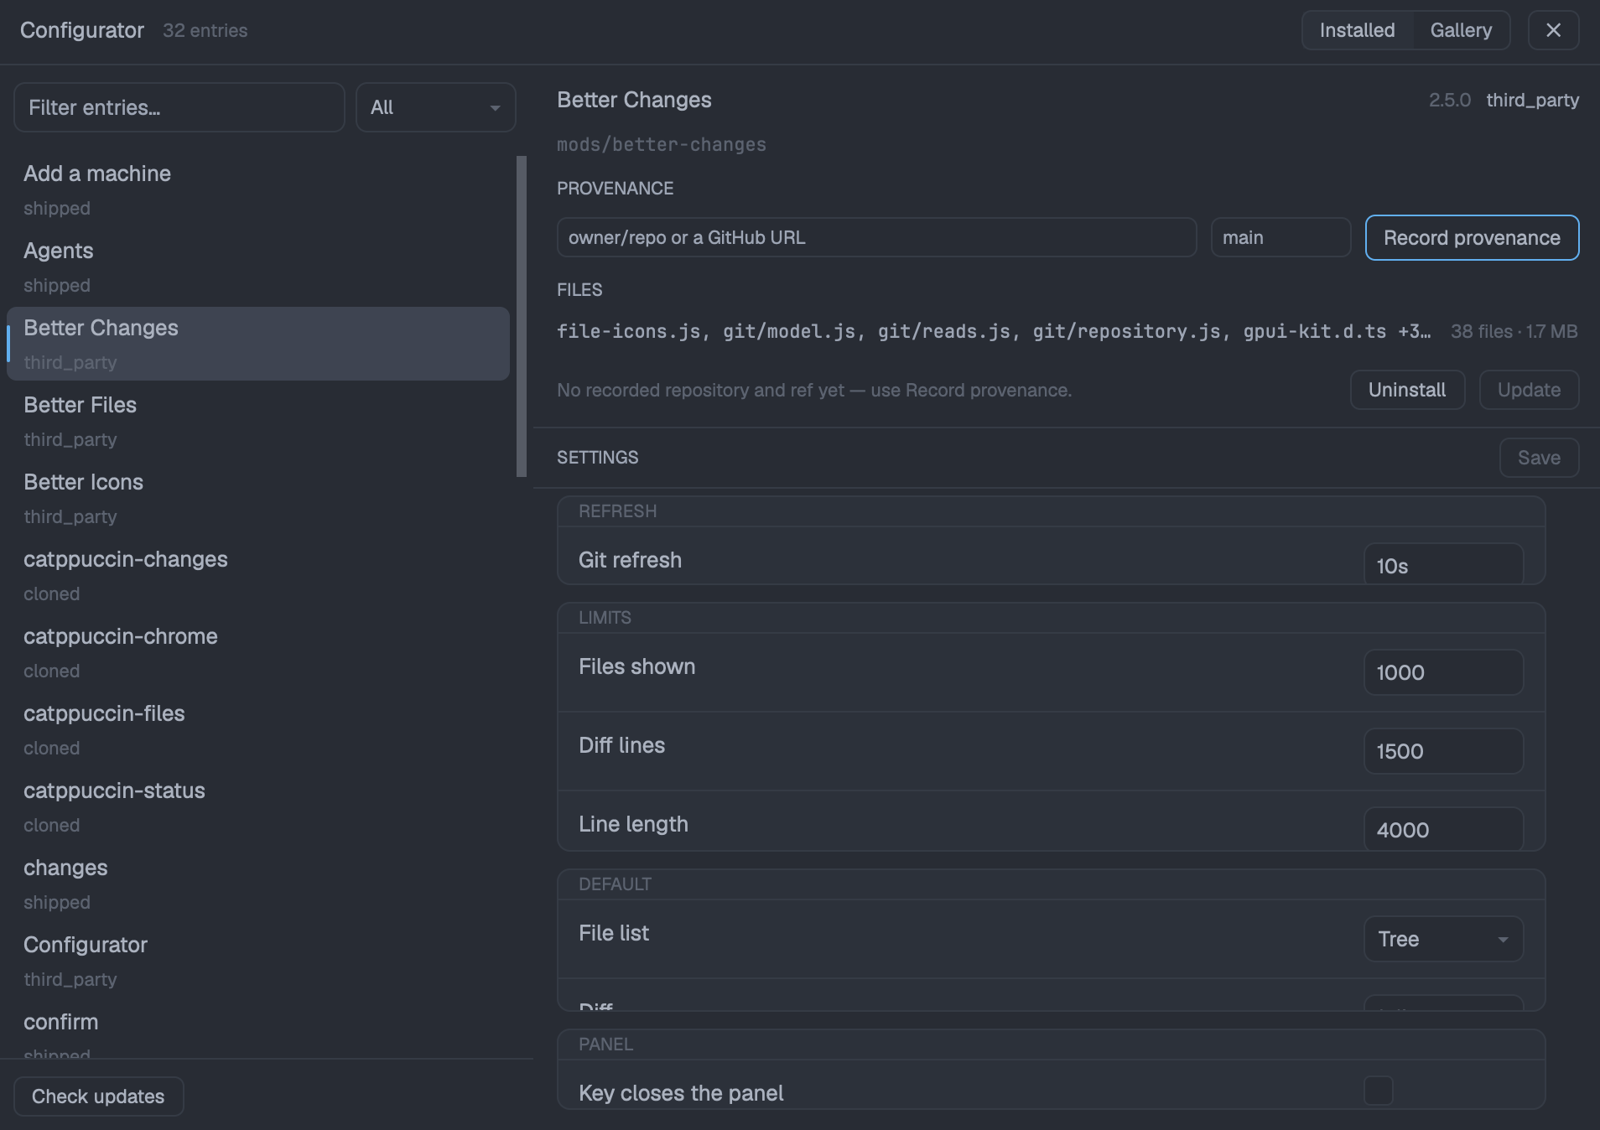 Configurator 32 entries
Installed Gallery
Filter entries...
All
Add a machine
shipped
Agents
shipped
Better Changes
third_party
Better Files
third_party
Better Icons
third_party
catppuccin-changes
cloned
catppuccin-chrome
cloned
catppuccin-files
cloned
catppuccin-status
cloned
changes
shipped
Configurator
third_party
confirm
shipped
Check updates
Better Changes
2.5.0 third_party
mods/better-changes
PROVENANCE
owner/repo or a GitHub URL
main
Record provenance
FILES
file-icons.js, git/model.js, git/reads.js, git/repository.js, gpui-kit.d.ts +3… 38 files · 1.7 MB
No recorded repository and ref yet — use Record provenance.
Uninstall
Update
SETTINGS
Save
REFRESH
Git refresh
10s
LIMITS
Files shown
1000
Diff lines
1500
Line length
4000
DEFAULT
File list
Tree
Diff
PANEL
Key closes the panel